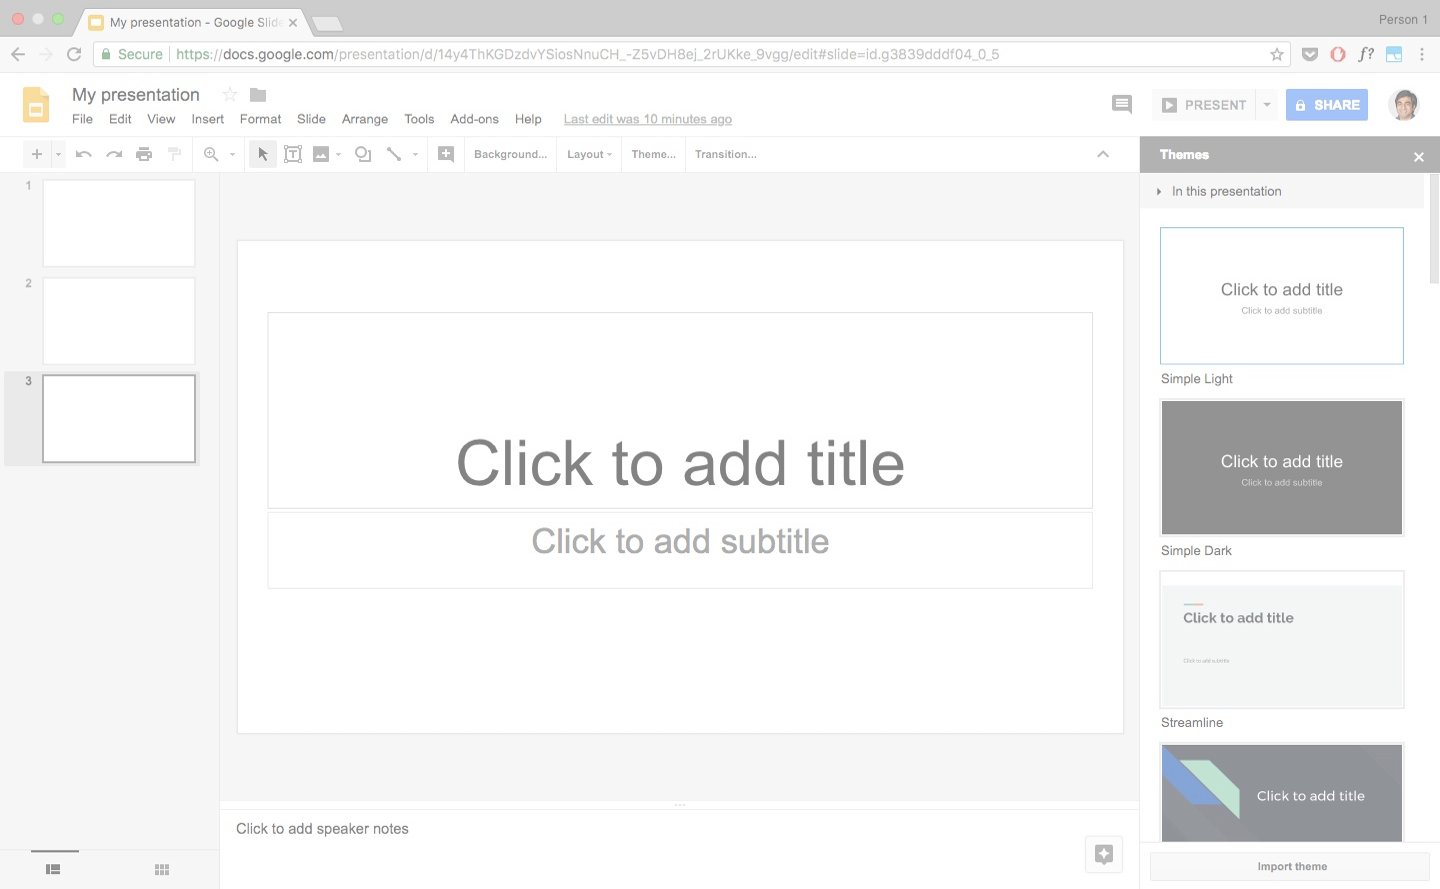 My presentation - Google Slide
Person 1
Secure
https://docs.google.com/presentation/d/14y4ThKGDzdvYSiosNnuCH_-Z5vDH8ej_2rUKke_9vgg/edit#slide=id.g3839dddf04_0_5
f?
My presentation
File Edit View Insert Format Slide Arrange Tools Add-ons Help Last edit was 10 minutes ago
PRESENT
SHARE
Background... Layout Theme... Transition...
1
2
3
Click to add title
Click to add subtitle
Click to add speaker notes
Themes
In this presentation
Click to add title
Click to add subtitle
Simple Light
Click to add title
Click to add subtitle
Simple Dark
Click to add title
Click to add subtitle
Streamline
Click to add title
Import theme